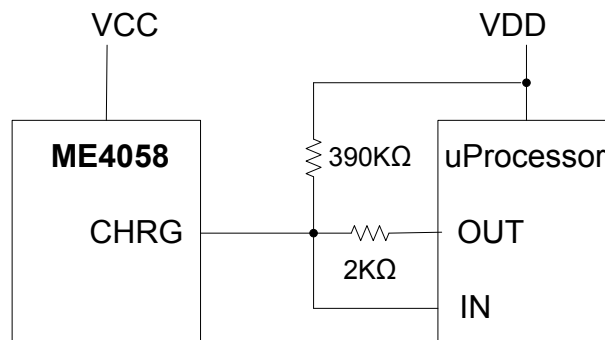 VCC
VDD
ME4058
390KΩ
uProcessor
CHRG
OUT
2KΩ
IN